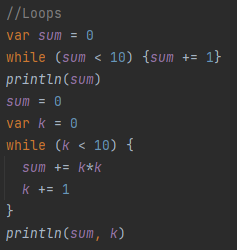 //Loops
var sum = 0
while (sum < 10) {sum += 1}
println(sum)
sum = 0
var k = 0
while (k < 10) {
  sum += k*k
  k += 1
}
println(sum, k)